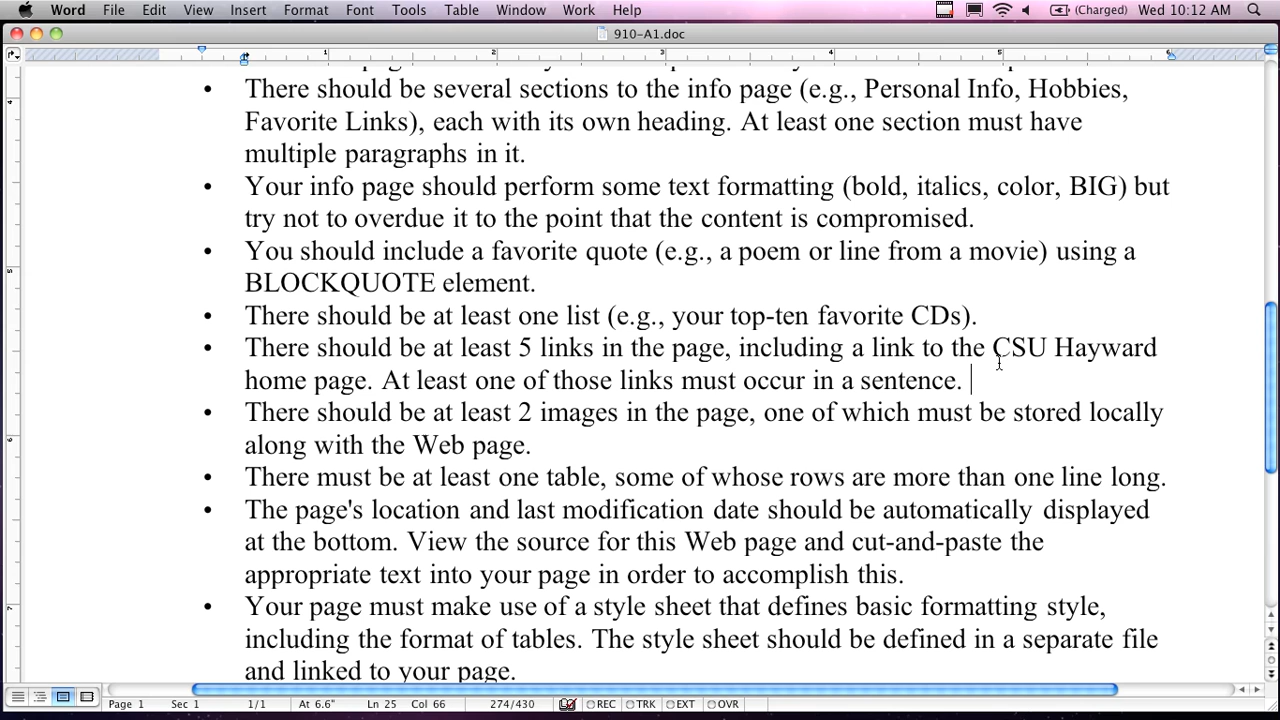 Word File Edit View Insert Format Font Tools Table Window Work Help (Charged) Wed 10:12 AM
910-A1.doc
1 2 3 4 5 6
• There should be several sections to the info page (e.g., Personal Info, Hobbies,
Favorite Links), each with its own heading. At least one section must have
multiple paragraphs in it.
• Your info page should perform some text formatting (bold, italics, color, BIG) but
try not to overdue it to the point that the content is compromised.
• You should include a favorite quote (e.g., a poem or line from a movie) using a
BLOCKQUOTE element.
• There should be at least one list (e.g., your top-ten favorite CDs).
• There should be at least 5 links in the page, including a link to the CSU Hayward
home page. At least one of those links must occur in a sentence.
• There should be at least 2 images in the page, one of which must be stored locally
along with the Web page.
• There must be at least one table, some of whose rows are more than one line long.
• The page's location and last modification date should be automatically displayed
at the bottom. View the source for this Web page and cut-and-paste the
appropriate text into your page in order to accomplish this.
• Your page must make use of a style sheet that defines basic formatting style,
including the format of tables. The style sheet should be defined in a separate file
and linked to your page.
Page 1 Sec 1 1/1 At 6.6" Ln 25 Col 66 274/430 REC TRK EXT OVR